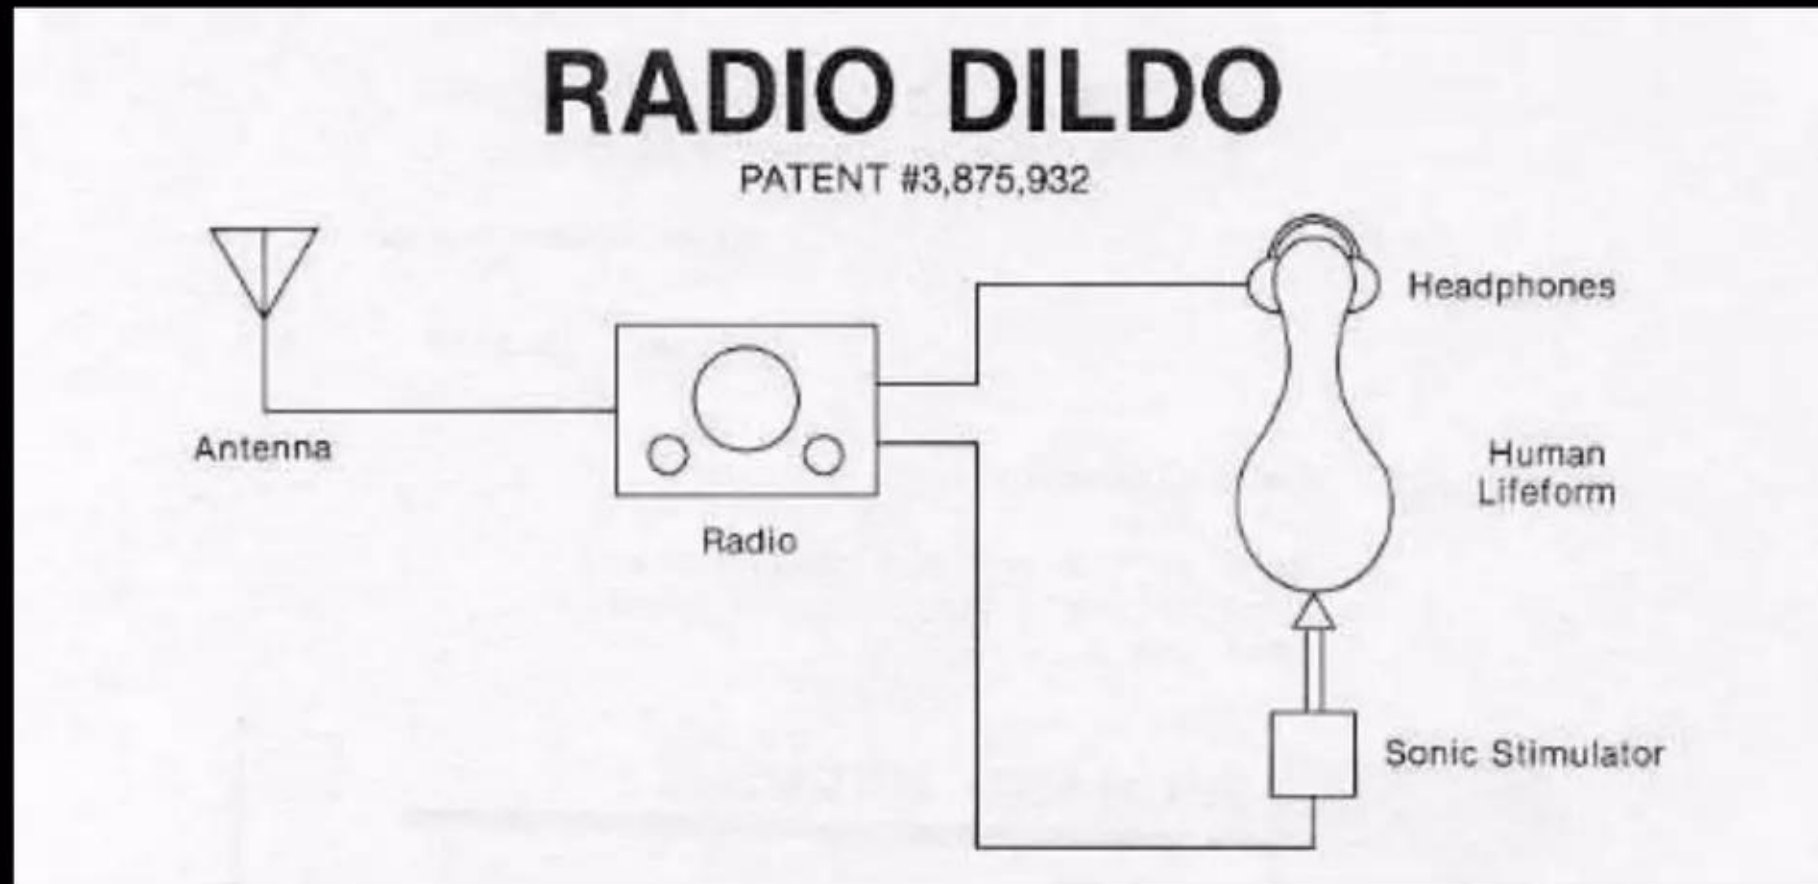 RADIO DILDO
PATENT #3,875,932
Headphones
Antenna
Human
Lifeform
Radio
Sonic Stimulator